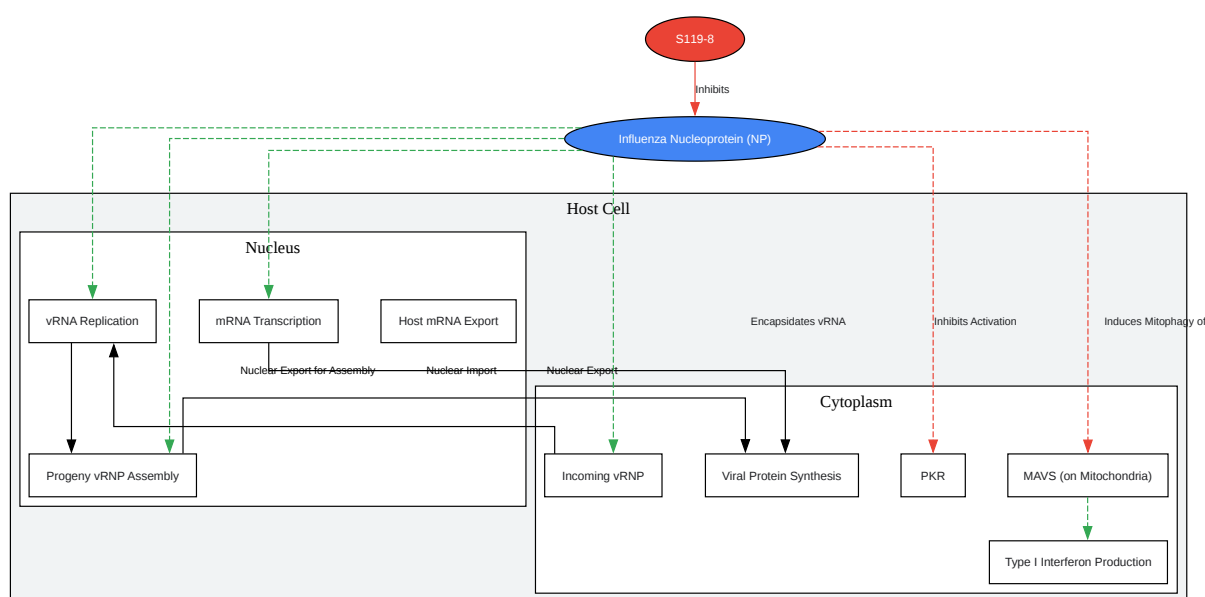 S119-8
Inhibits
Influenza Nucleoprotein (NP)
Host Cell
Nucleus
vRNA Replication
mRNA Transcription
Host mRNA Export
Encapsidates vRNA
Inhibits Activation
Induces Mitophagy of
Nuclear Export for Assembly
Nuclear Import
Nuclear Export
Cytoplasm
Progeny vRNP Assembly
Incoming vRNP
Viral Protein Synthesis
PKR
MAVS (on Mitochondria)
Type I Interferon Production